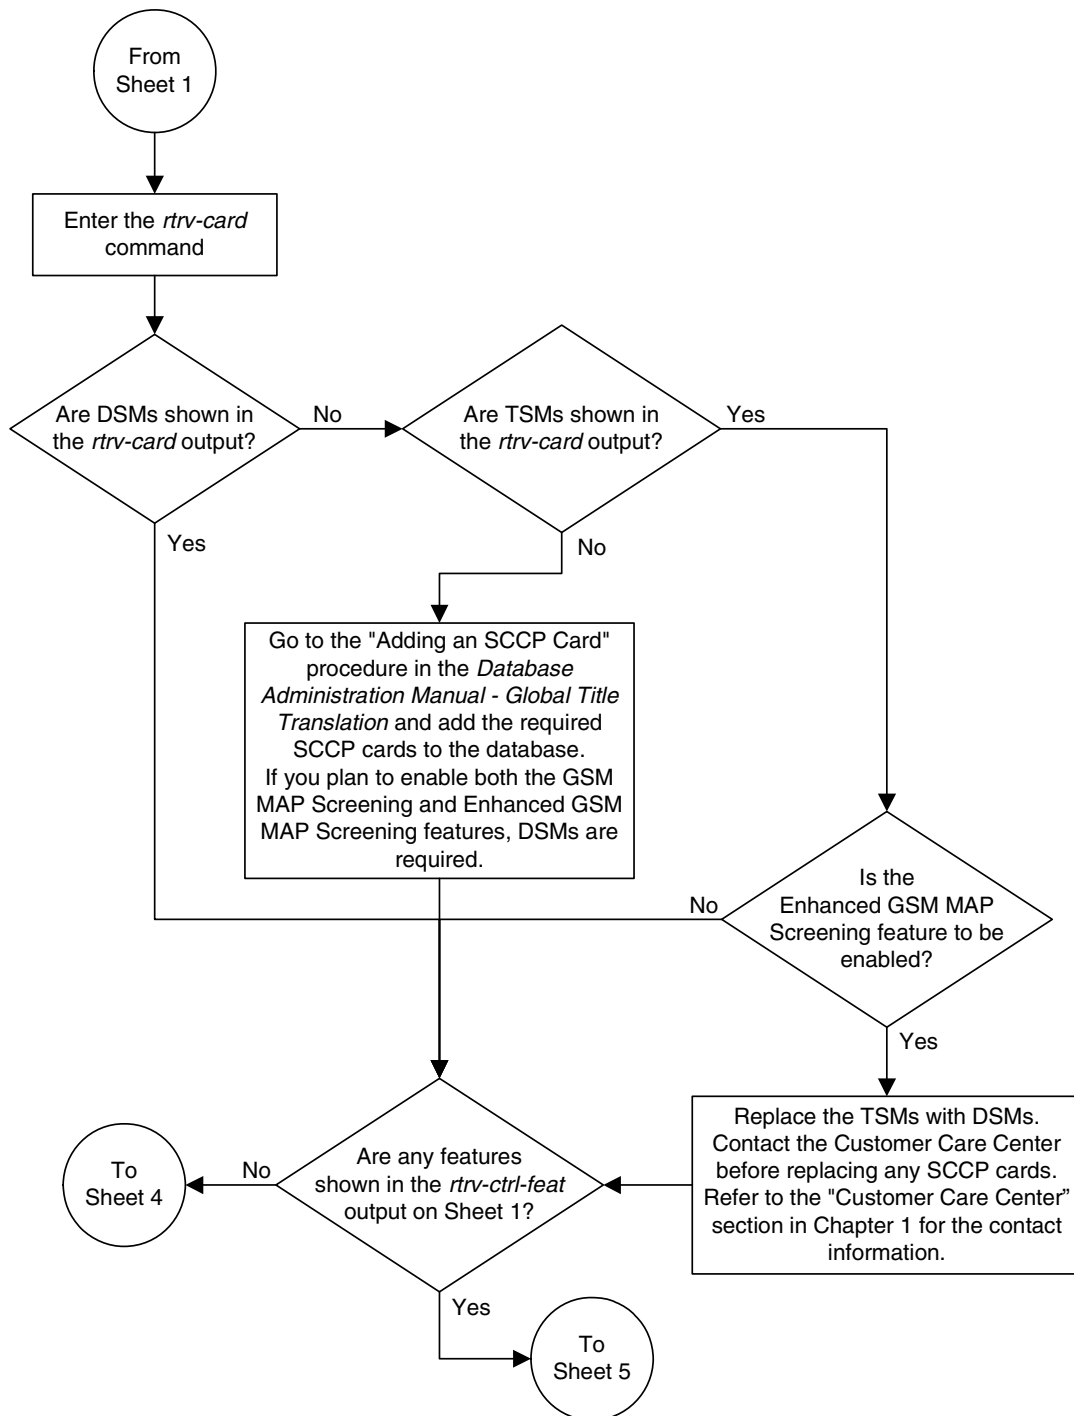 From
Sheet 1
Enter the rtrv-card
command
Are DSMs shown in
the rtrv-card output?
No
Yes
Are TSMs shown in
the rtrv-card output?
Yes
No
Go to the "Adding an SCCP Card"
procedure in the Database
Administration Manual - Global Title
Translation and add the required
SCCP cards to the database.
If you plan to enable both the GSM
MAP Screening and Enhanced GSM
MAP Screening features, DSMs are
required.
Is the
Enhanced GSM MAP
Screening feature to be
enabled?
No
Yes
Replace the TSMs with DSMs.
Contact the Customer Care Center
before replacing any SCCP cards.
Refer to the "Customer Care Center”
section in Chapter 1 for the contact
information.
Are any features
shown in the rtrv-ctrl-feat
output on Sheet 1?
No
To
Sheet 4
Yes
To
Sheet 5